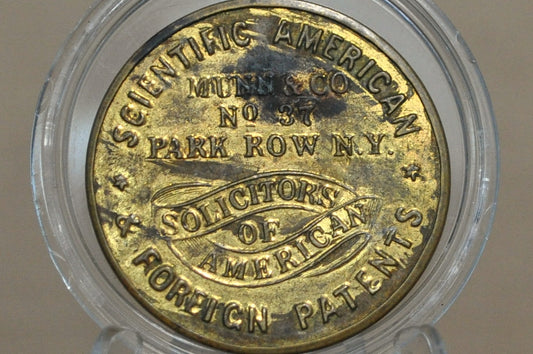 SCIENTIFIC AMERICAN
MUNN & CO
No 37
PARK ROW N.Y.
SOLICITORS
OF
AMERICAN
& FOREIGN PATENTS